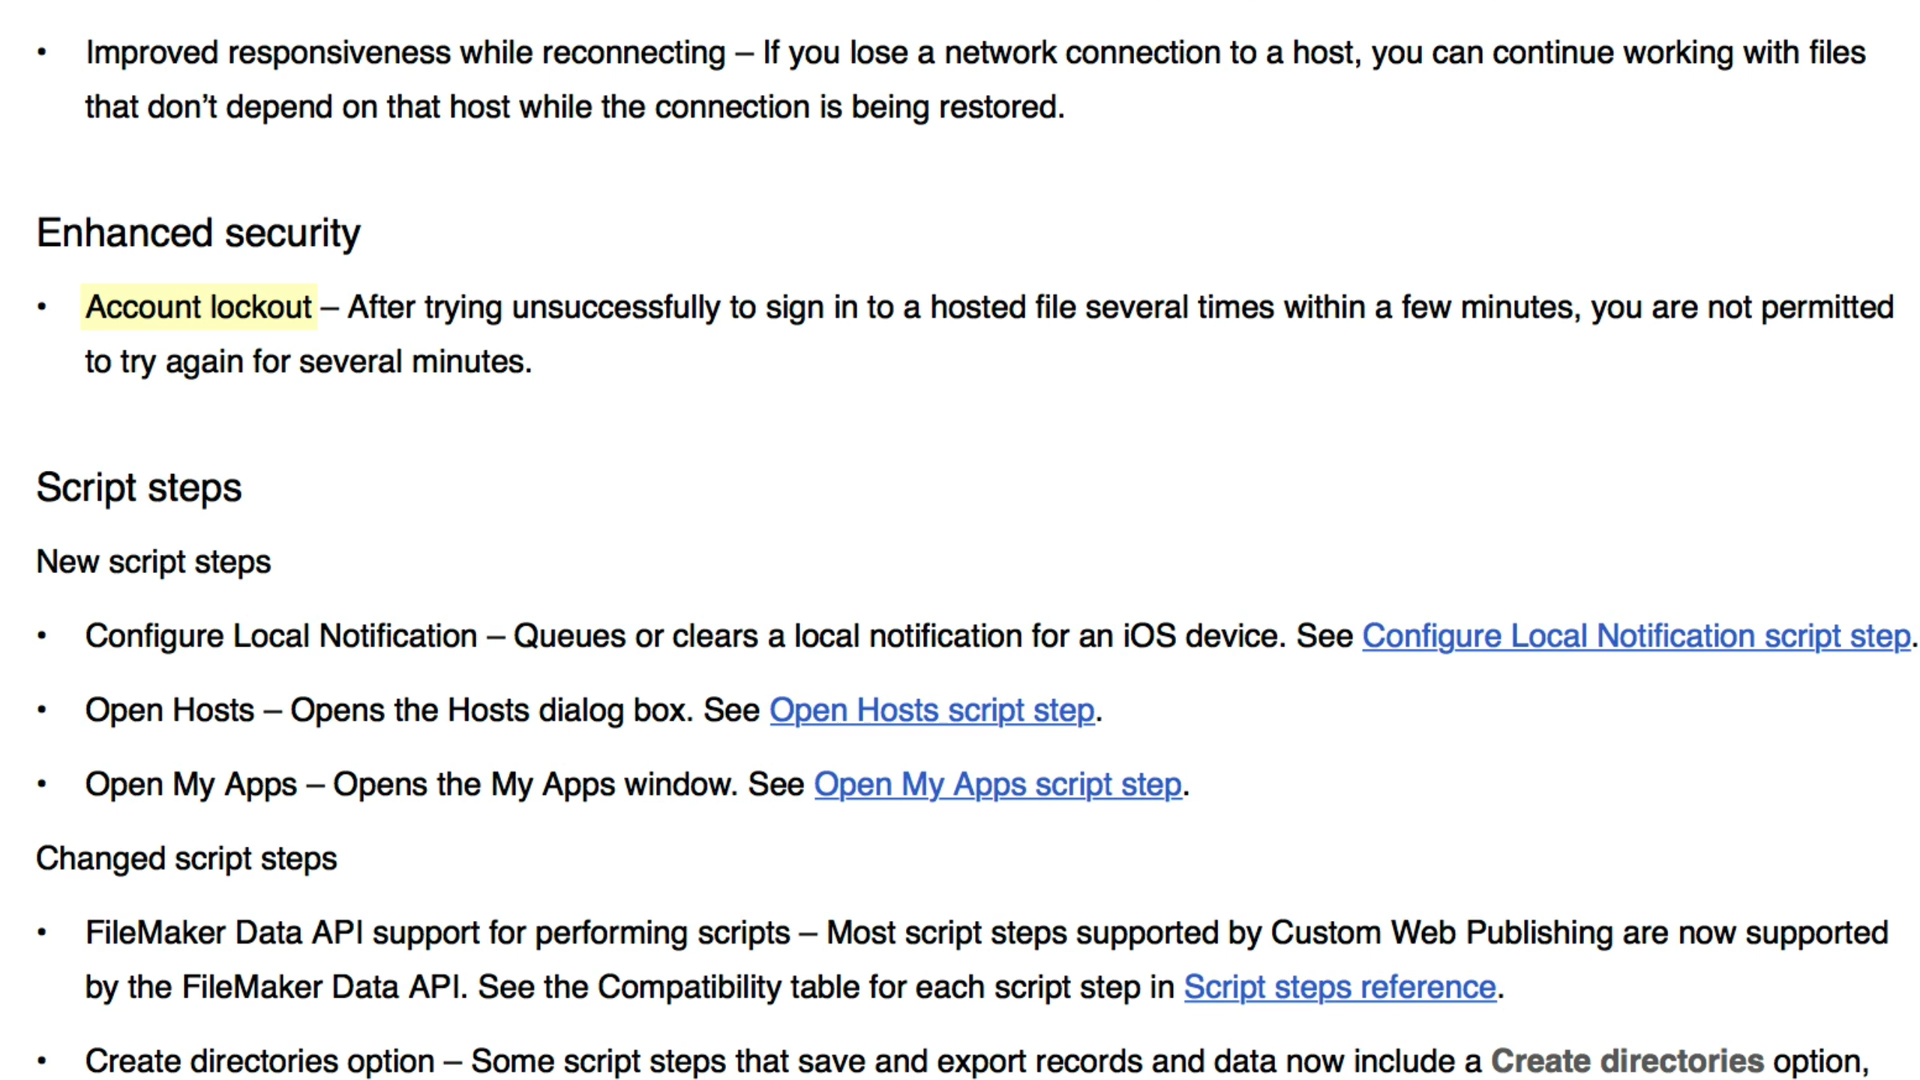 • Improved responsiveness while reconnecting – If you lose a network connection to a host, you can continue working with files
that don’t depend on that host while the connection is being restored.
Enhanced security
• Account lockout – After trying unsuccessfully to sign in to a hosted file several times within a few minutes, you are not permitted
to try again for several minutes.
Script steps
New script steps
• Configure Local Notification – Queues or clears a local notification for an iOS device. See Configure Local Notification script step.
• Open Hosts – Opens the Hosts dialog box. See Open Hosts script step.
• Open My Apps – Opens the My Apps window. See Open My Apps script step.
Changed script steps
• FileMaker Data API support for performing scripts – Most script steps supported by Custom Web Publishing are now supported
by the FileMaker Data API. See the Compatibility table for each script step in Script steps reference.
• Create directories option – Some script steps that save and export records and data now include a Create directories option,